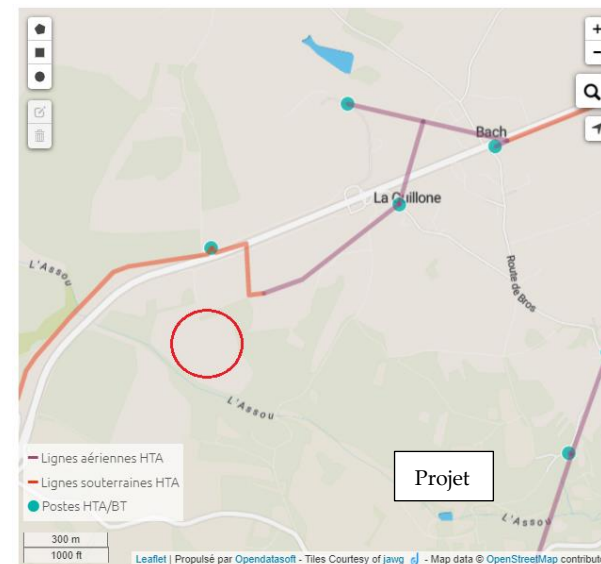 +
−
Bach
La Guillone
L'Assou
Route de Bros
L'Assou
Lignes aériennes HTA
Lignes souterraines HTA
Postes HTA/BT
Projet
L'Assou
300 m
1000 ft
Leaflet | Propulsé par Opendatasoft - Tiles Courtesy of jawg - Map data © OpenStreetMap contribut